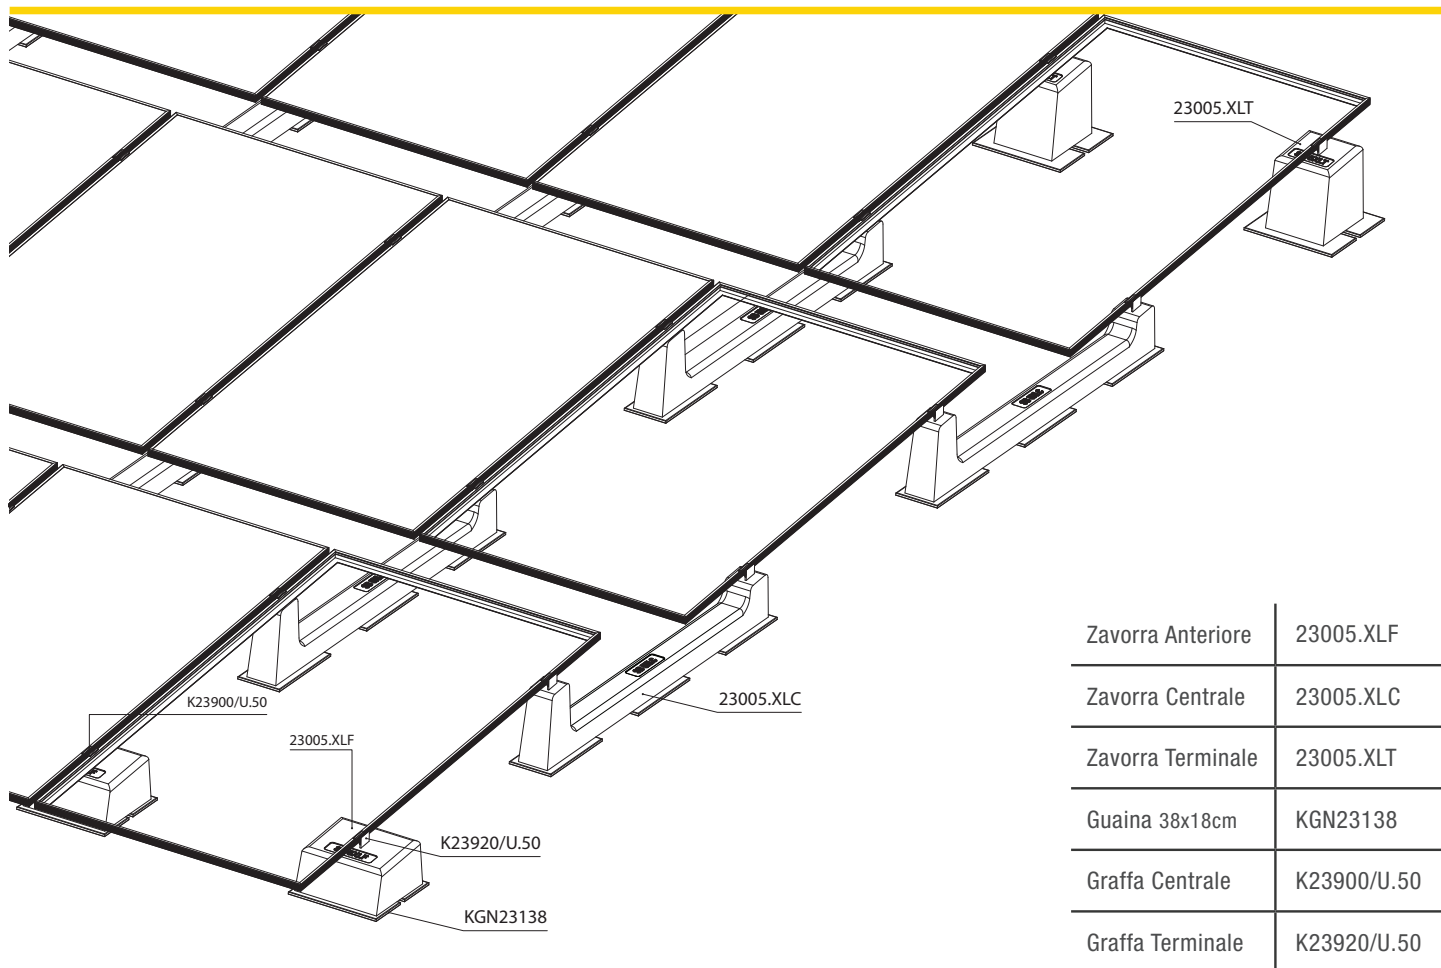 23005.XLT
23005.XLC
K23900/U.50
23005.XLF
K23920/U.50
KGN23138
Zavorra Anteriore 23005.XLF
Zavorra Centrale 23005.XLC
Zavorra Terminale 23005.XLT
Guaina 38x18cm KGN23138
Graffa Centrale K23900/U.50
Graffa Terminale K23920/U.50